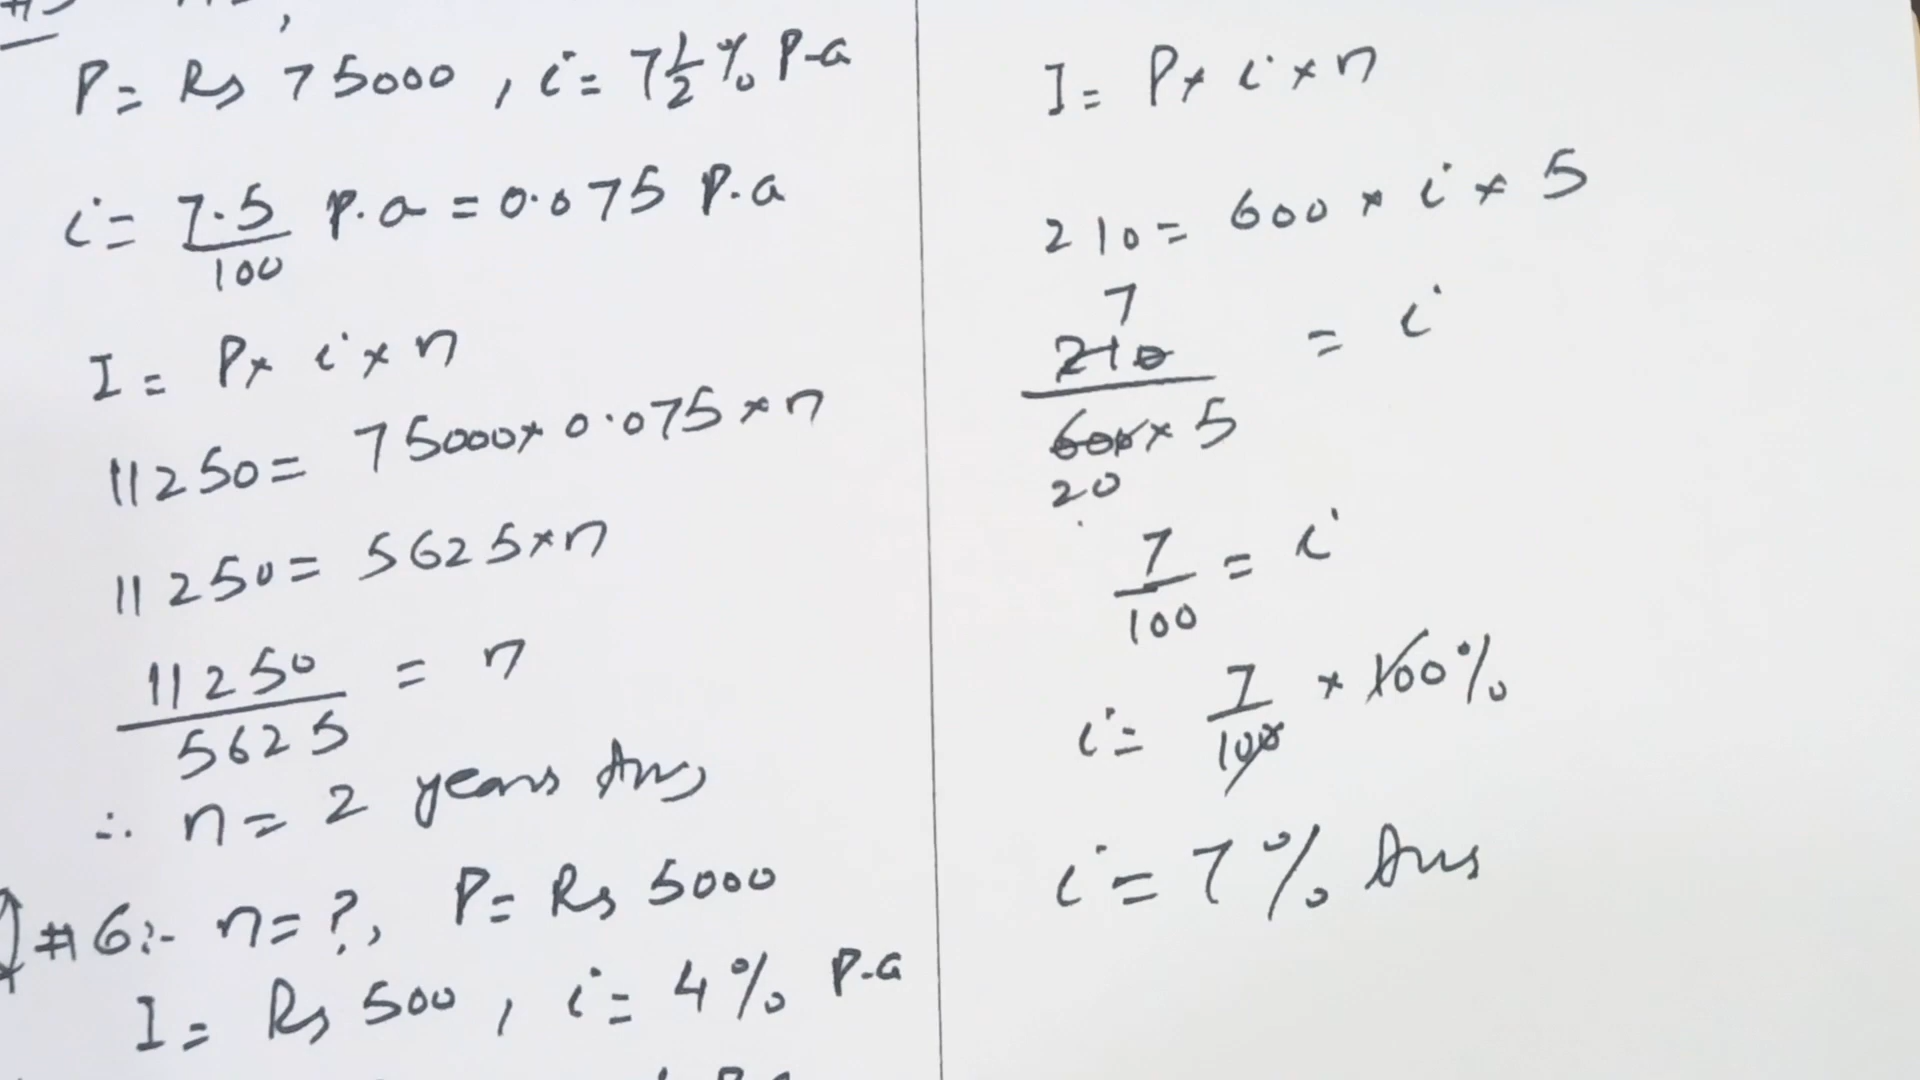 P = Rs 75000, i = 7 1/2 % P-a
i = 7.5/100 P.a = 0.075 P.a
I = P× i × n
11250 = 75000× 0.075 × n
11250 = 5625 × n
11250/5625 = n
∴ n = 2 years Ans
#6:- n = ?, P = Rs 5000
I = Rs 500, i = 4% P-a
I = P× i × n
210 = 600 × i × 5
7
210/600 × 5 = i
20
7/100 = i
i = 7/100 × 100%
i = 7% Ans